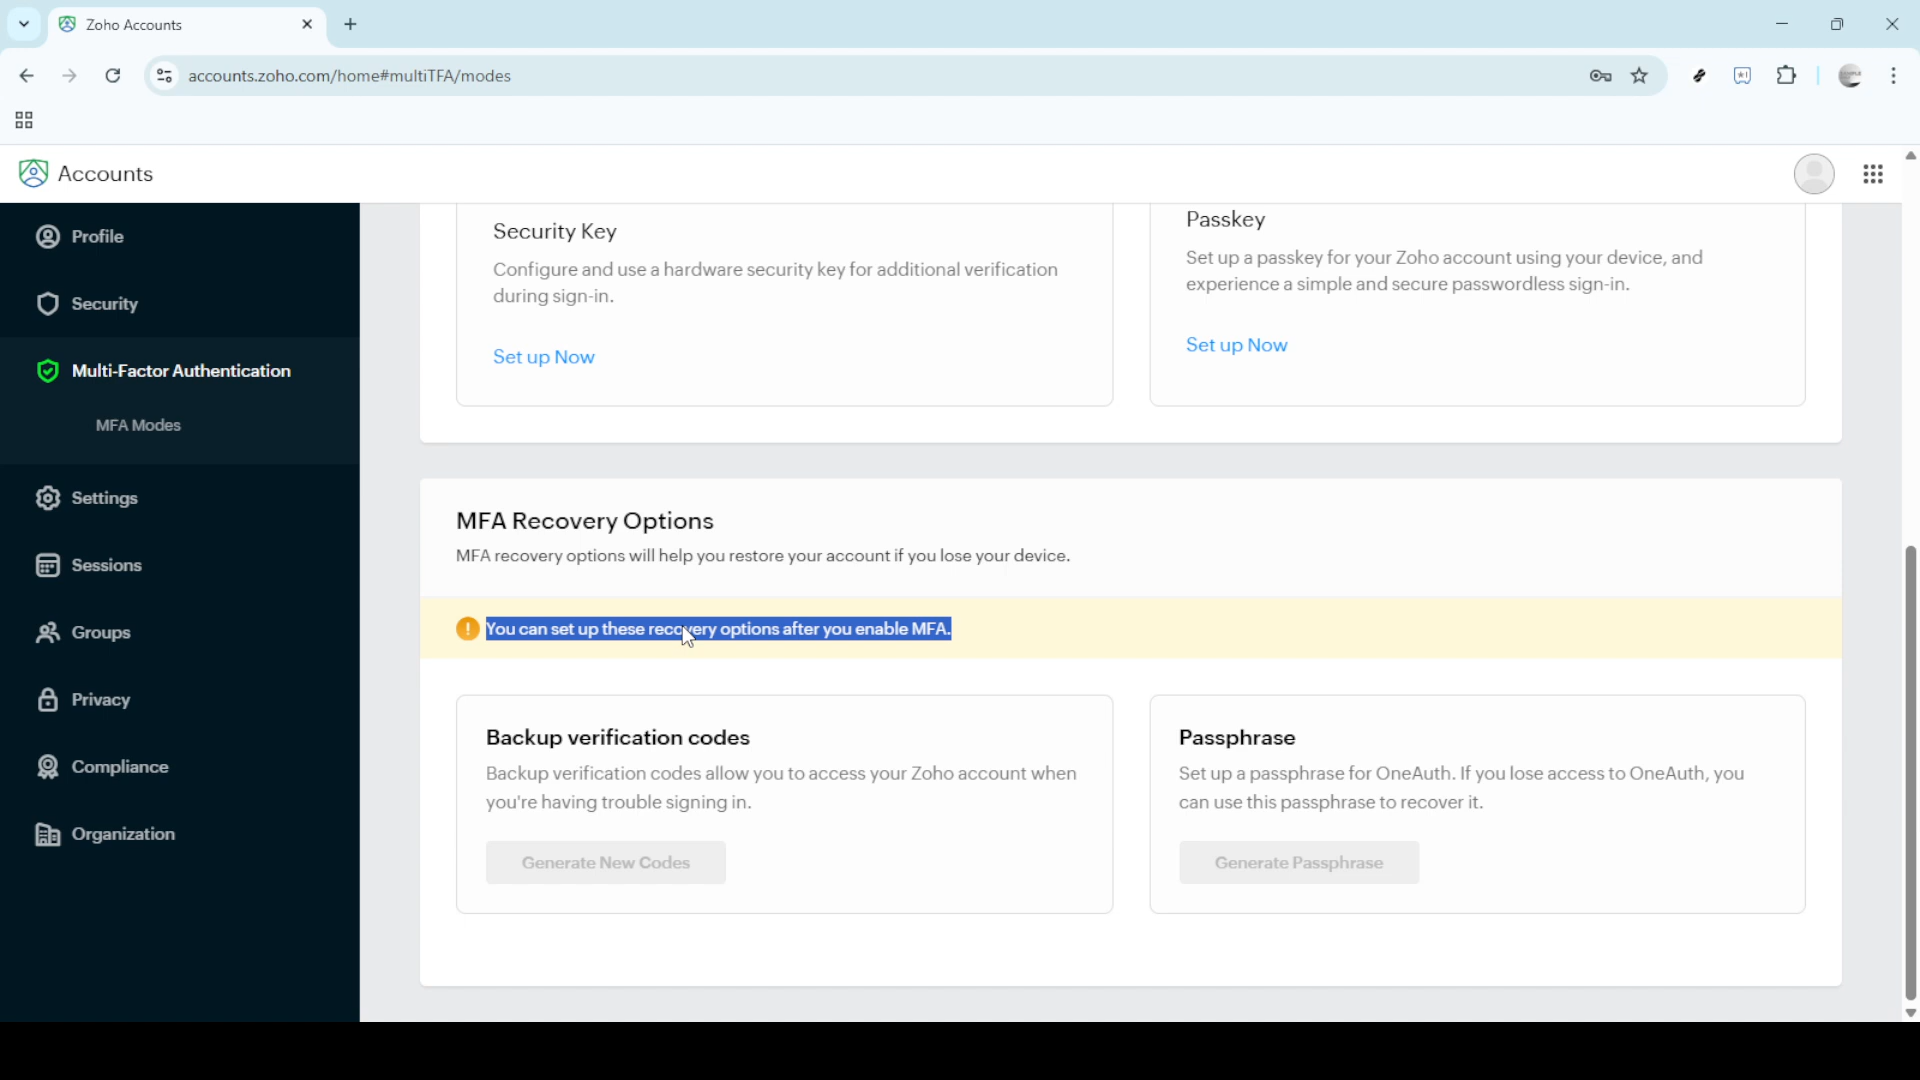 Zoho Accounts
accounts.zoho.com/home#multiTFA/modes
Accounts
Profile
Security
Multi-Factor Authentication
MFA Modes
Settings
Sessions
Groups
Privacy
Compliance
Organization
Security Key
Configure and use a hardware security key for additional verification
during sign-in.
Set up Now
Passkey
Set up a passkey for your Zoho account using your device, and
experience a simple and secure passwordless sign-in.
Set up Now
MFA Recovery Options
MFA recovery options will help you restore your account if you lose your device.
You can set up these recovery options after you enable MFA.
Backup verification codes
Backup verification codes allow you to access your Zoho account when
you're having trouble signing in.
Generate New Codes
Passphrase
Set up a passphrase for OneAuth. If you lose access to OneAuth, you
can use this passphrase to recover it.
Generate Passphrase